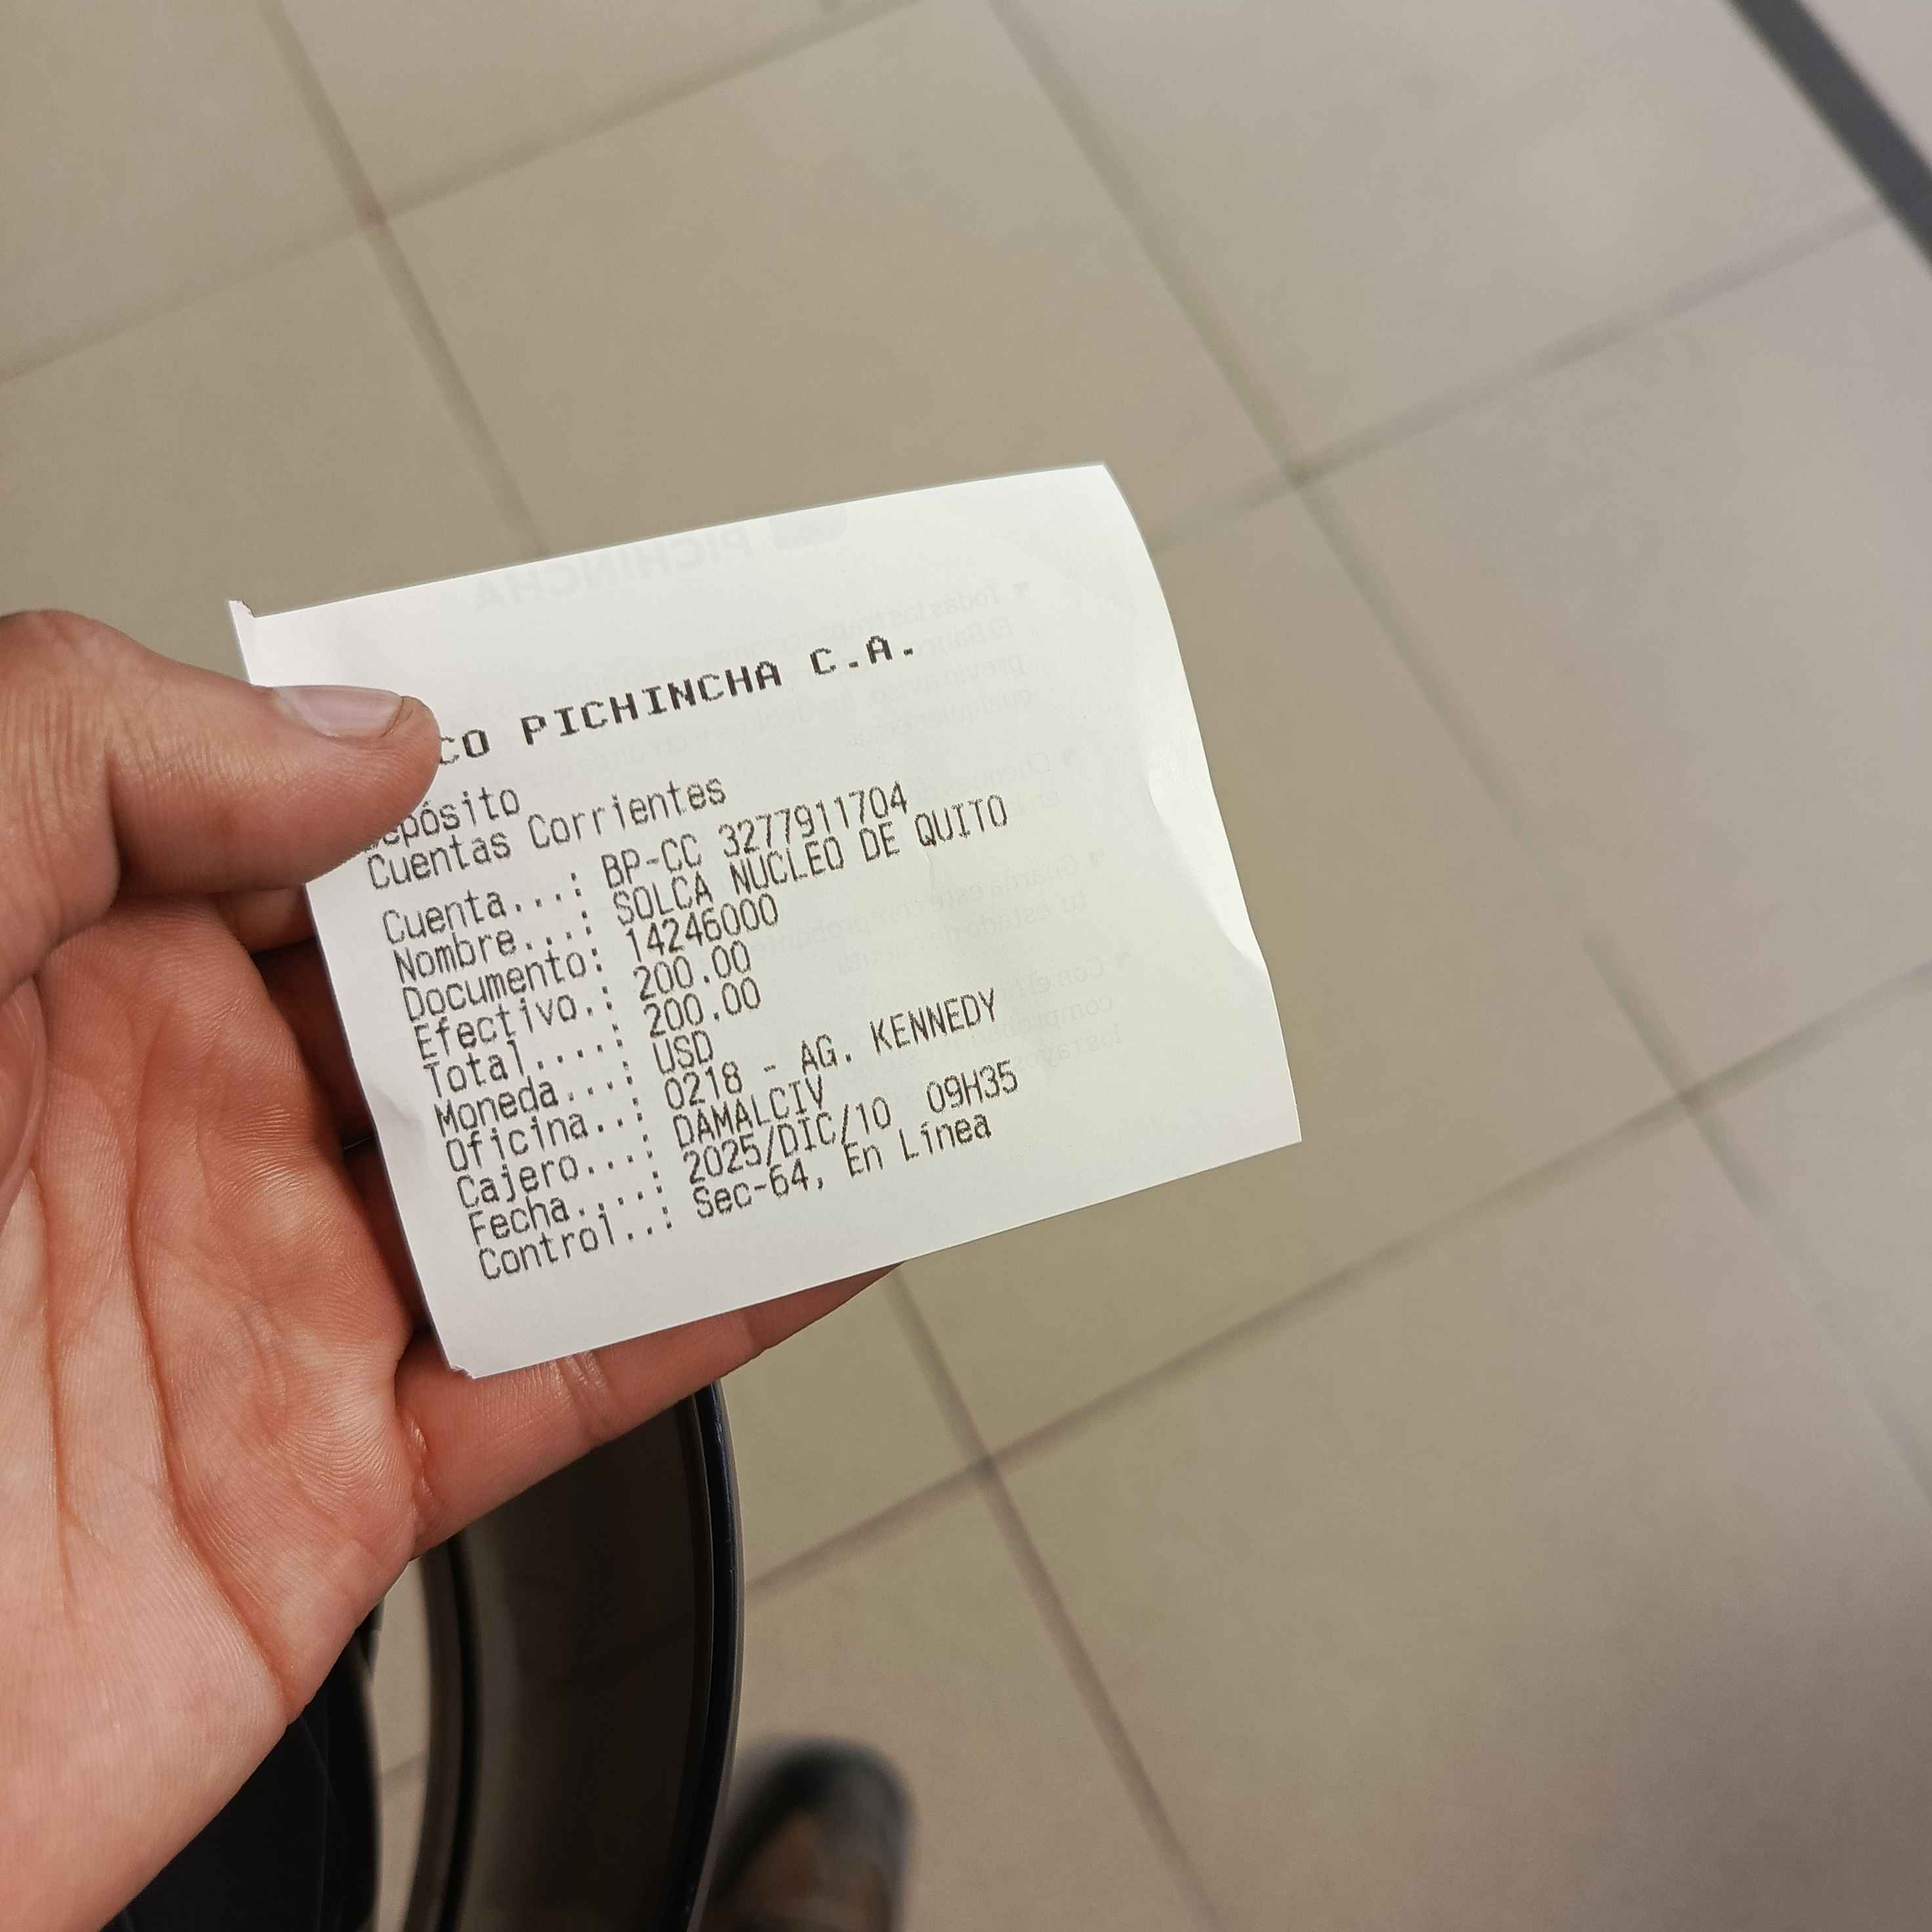 CO PICHINCHA C.A.
epósito
Cuentas Corrientes
Cuenta...: BP-CC 3277911704
Nombre...: SOLCA NUCLEO DE QUITO
Documento: 14246000
Efectivo.: 200.00
Total....: 200.00
Moneda...: USD
Oficina..: 0218 - AG. KENNEDY
Cajero...: DAMALCIV
Fecha....: 2025/DIC/10 09H35
Control..: Sec-64, En Línea